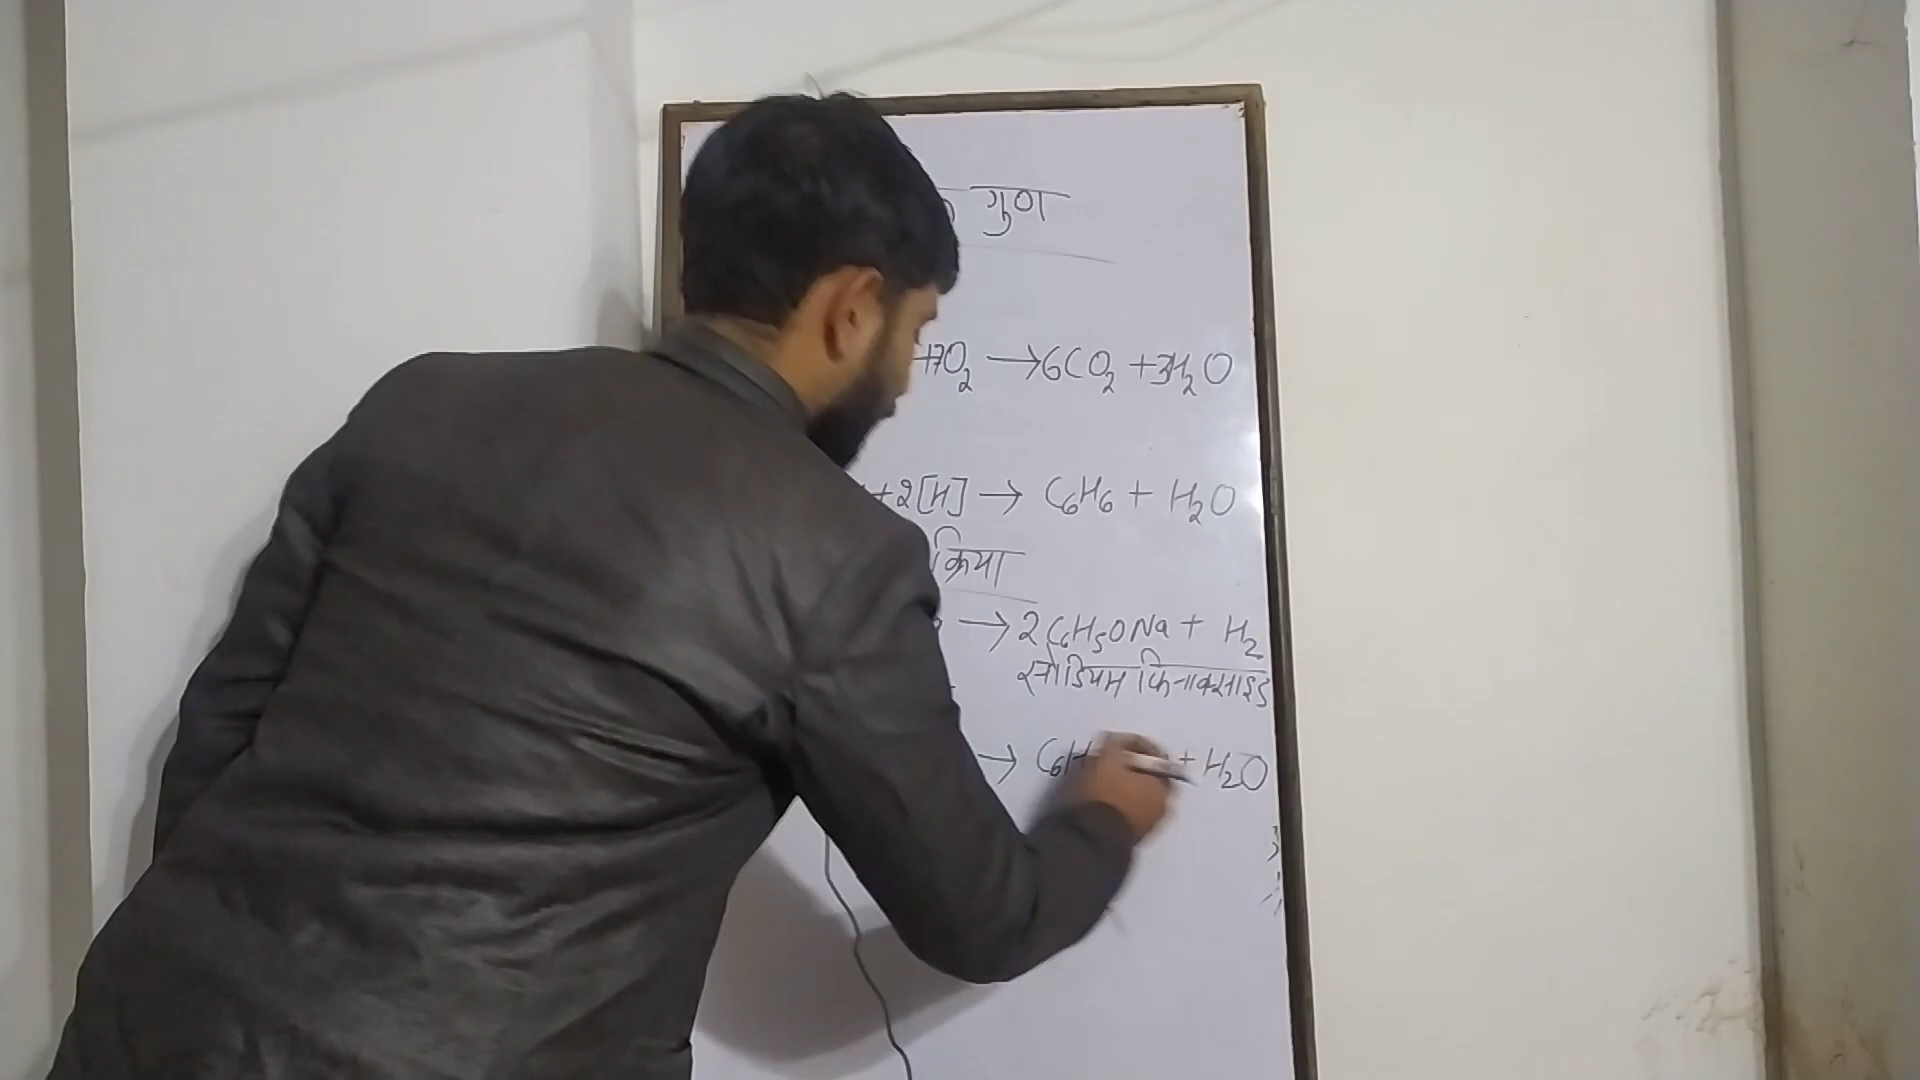 गुण
+7O₂ → 6CO₂ + 3H₂O
+ 2[H] → C₆H₆ + H₂O
क्रिया
→ 2C₆H₅ONa + H₂
सोडियम फिनाक्साइड
→ C₆H + H₂O